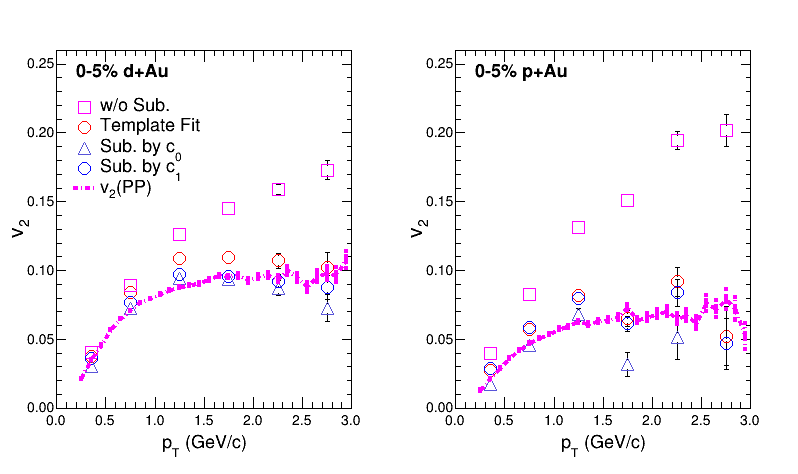 0-5% d+Au
w/o Sub.
Template Fit
Sub. by c0
Sub. by c1
v2(PP)
v2
0.25
0.20
0.15
0.10
0.05
0.00
0.0 0.5 1.0 1.5 2.0 2.5 3.0
pT (GeV/c)
0-5% p+Au
v2
0.25
0.20
0.15
0.10
0.05
0.00
0.0 0.5 1.0 1.5 2.0 2.5 3.0
pT (GeV/c)